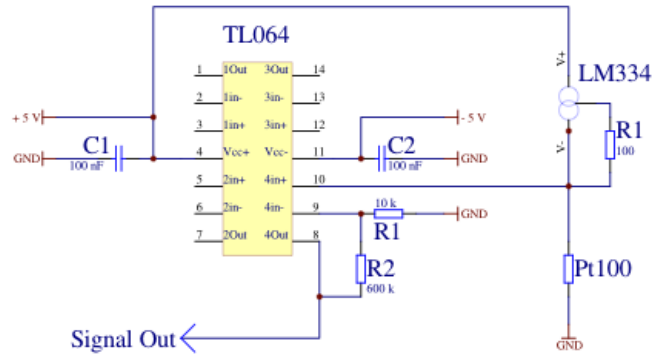 TL064
V+
LM334
1 1Out 3Out 14
2 1in- 3in- 13
+ 5 V
- 5 V
3 1in+ 3in+ 12
R1
100
C1
C2
V-
GND
100 nF
4 Vcc+ Vcc- 11
100 nF
GND
5 2in+ 4in+ 10
6 2in- 4in- 9
10 k
GND
R1
7 2Out 4Out 8
R2
600 k
Pt100
Signal Out
GND